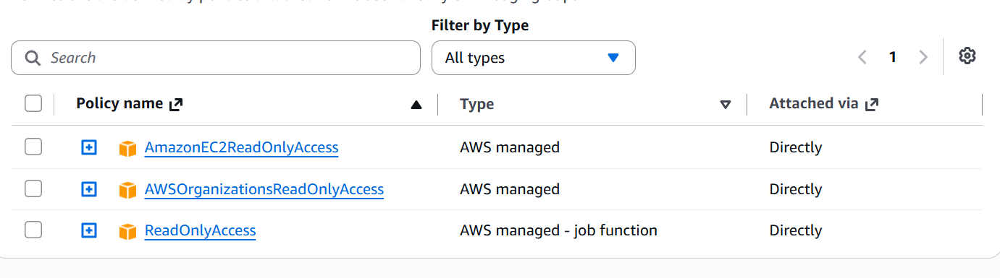 Filter by Type
Search
All types
1
Policy name
Type
Attached via
AmazonEC2ReadOnlyAccess
AWS managed
Directly
AWSOrganizationsReadOnlyAccess
AWS managed
Directly
ReadOnlyAccess
AWS managed - job function
Directly